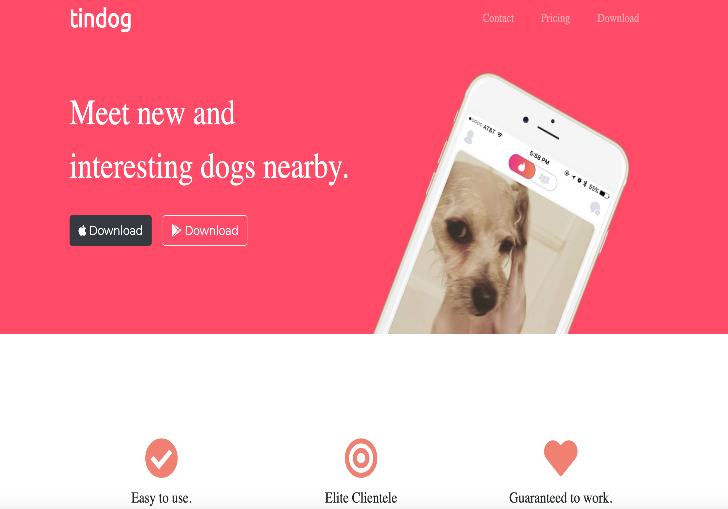 tindog
Contact Pricing Download
Meet new and
interesting dogs nearby.
Download Download
AT&T
5:58 PM
55%
Easy to use. Elite Clientele Guaranteed to work.